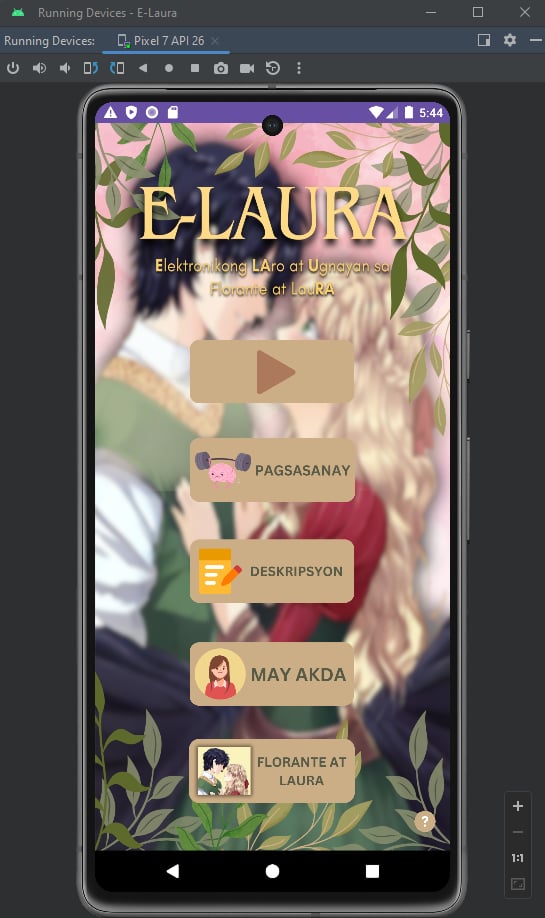 Running Devices - E-Laura
Running Devices:
Pixel 7 API 26
5:44
E-LAURA
Elektronikong LAro at Ugnayan sa
Florante at LauRA
PAGSASANAY
DESKRIPSYON
MAY AKDA
FLORANTE AT
LAURA
?
1:1